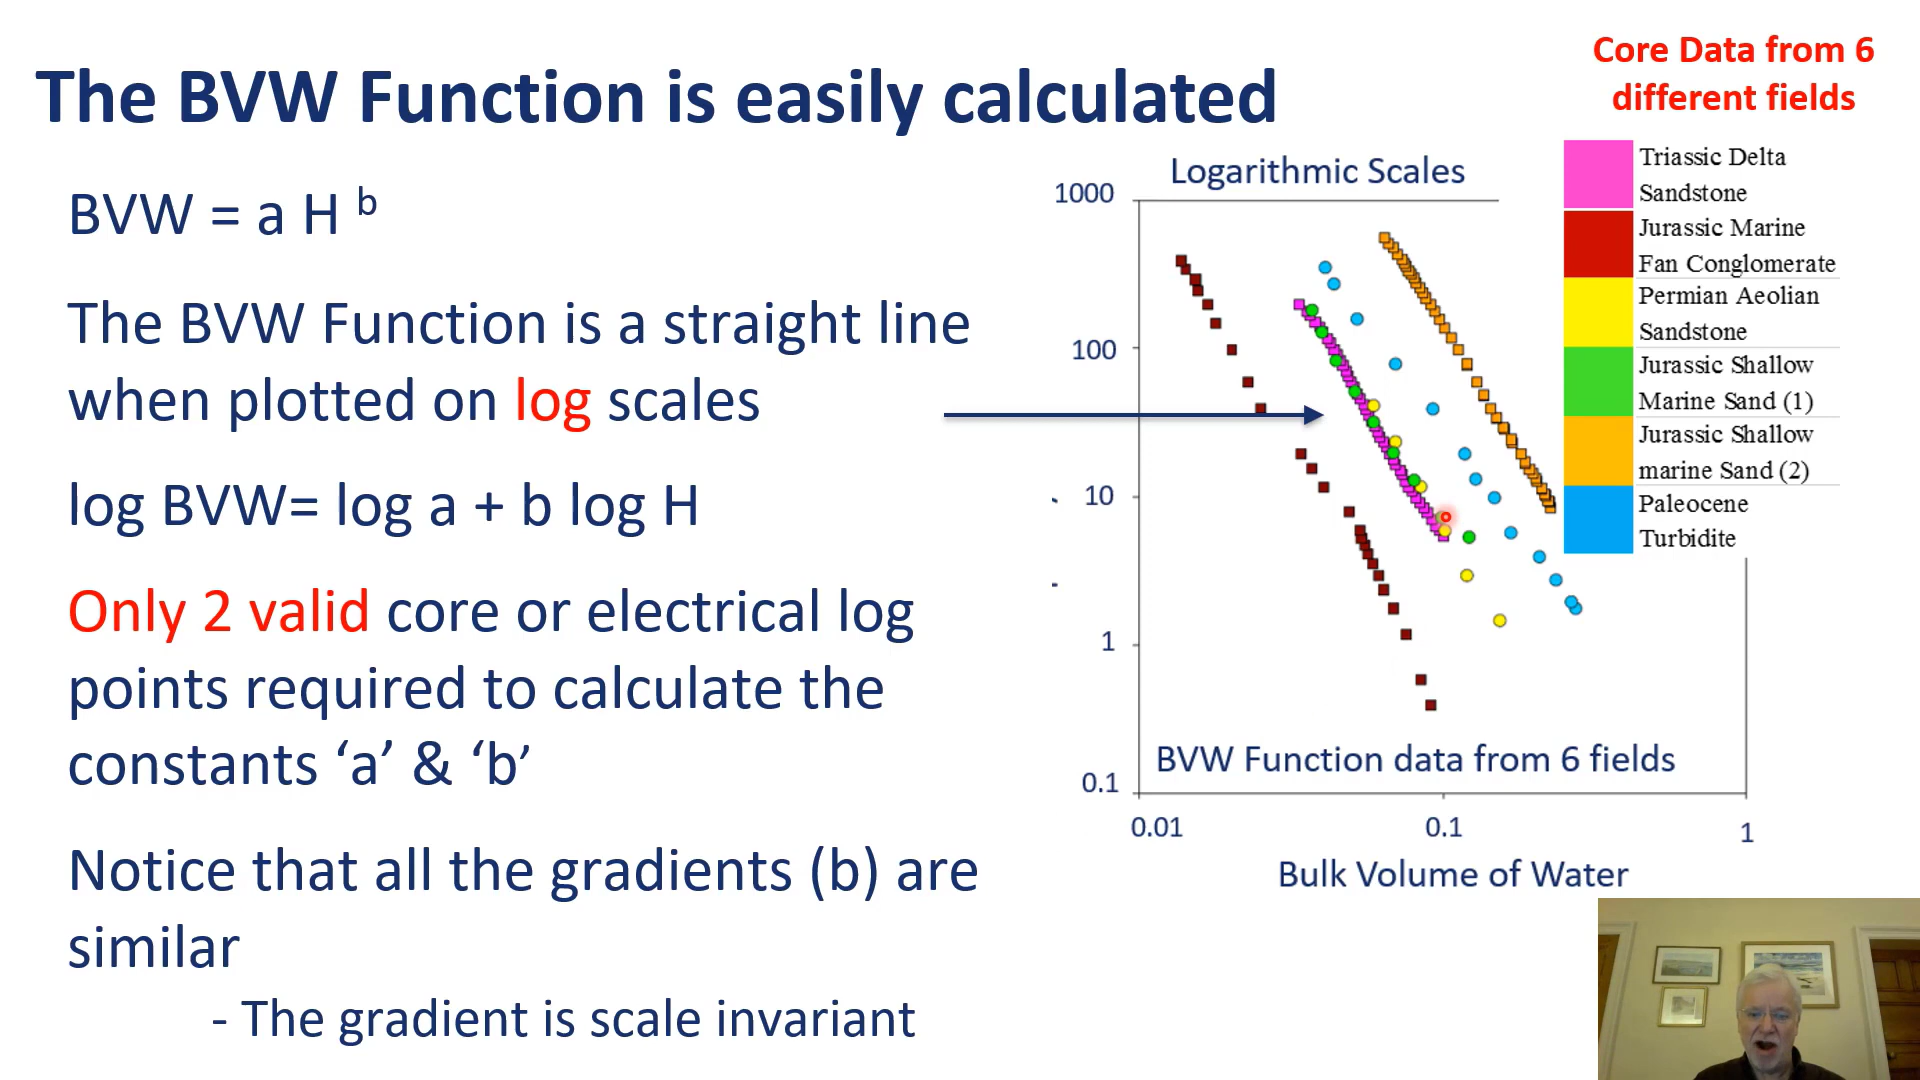 The BVW Function is easily calculated
BVW = a H b
The BVW Function is a straight line
when plotted on log scales
log BVW= log a + b log H
Only 2 valid core or electrical log
points required to calculate the
constants ‘a’ & ‘b’
Notice that all the gradients (b) are
similar
- The gradient is scale invariant
Core Data from 6
different fields
Logarithmic Scales
1000
100
10
1
0.1
0.01
0.1
1
BVW Function data from 6 fields
Bulk Volume of Water
Triassic Delta
Sandstone
Jurassic Marine
Fan Conglomerate
Permian Aeolian
Sandstone
Jurassic Shallow
Marine Sand (1)
Jurassic Shallow
marine Sand (2)
Paleocene
Turbidite